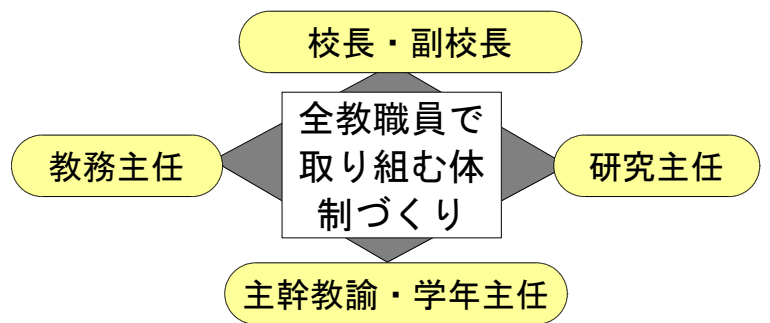 校長・副校長
全教職員で
取り組む体
制づくり
教務主任
研究主任
主幹教諭・学年主任